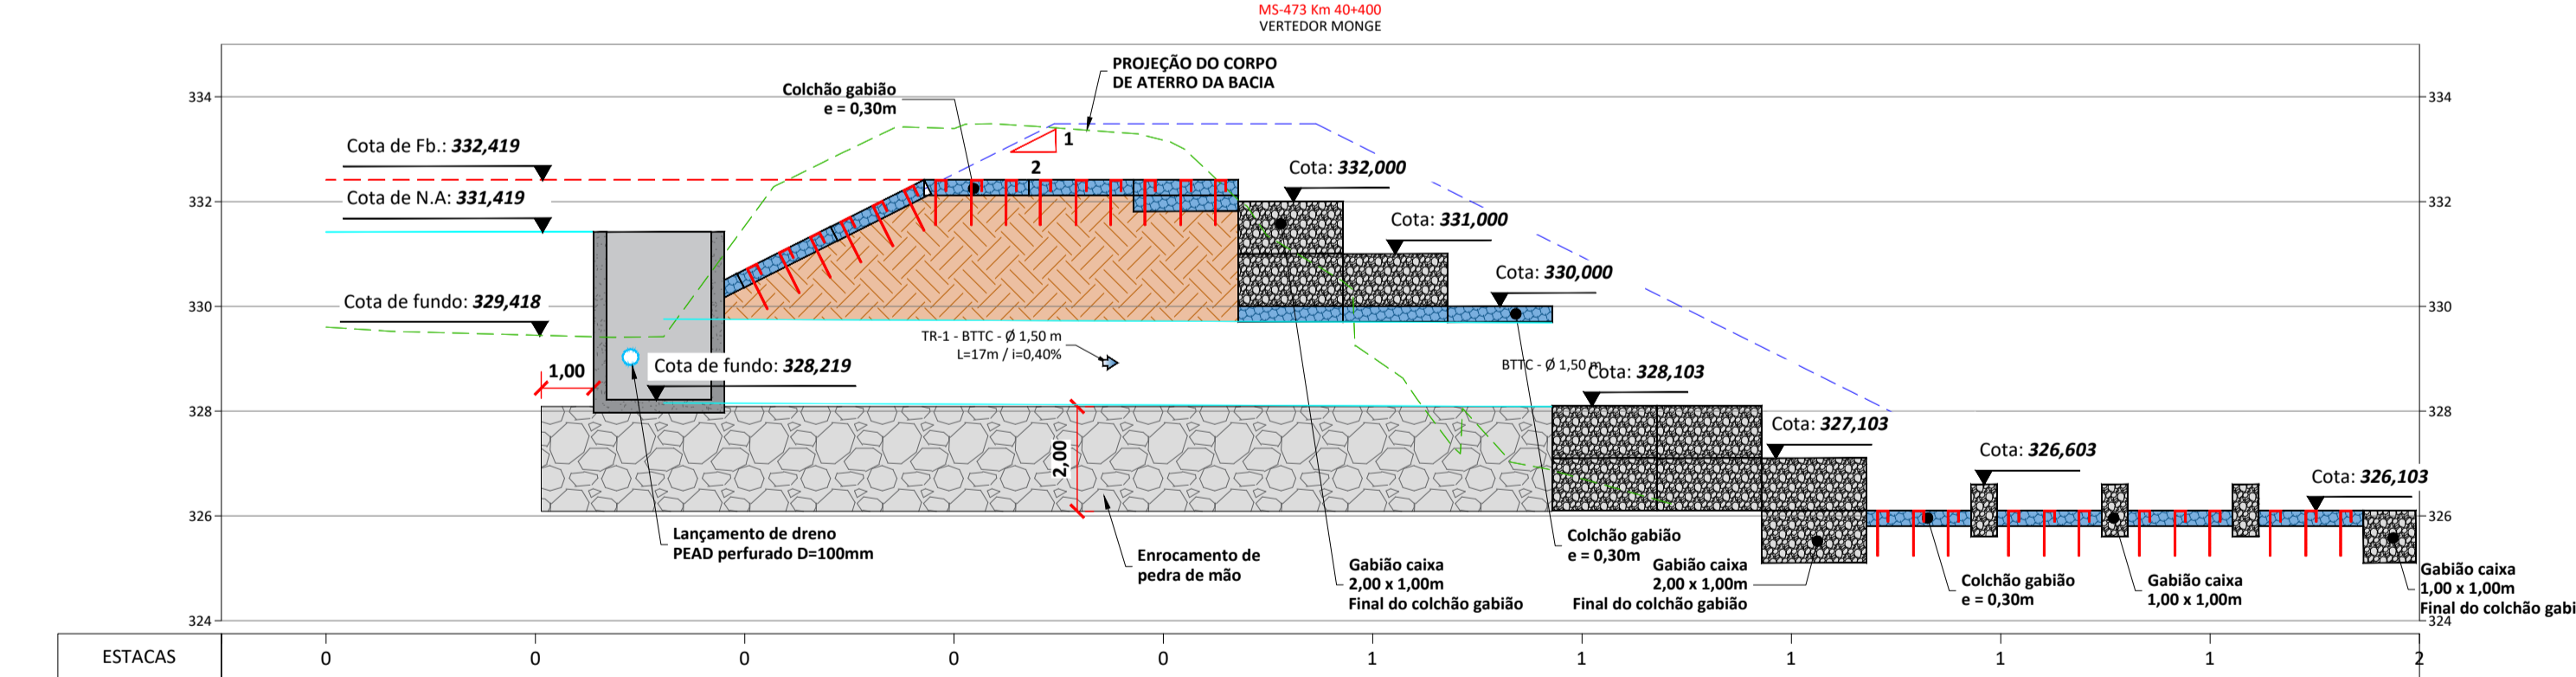 MS-473 Km 40+400
VERTEDOR MONGE
PROJEÇÃO DO CORPO
DE ATERRO DA BACIA
Colchão gabião
e = 0,30m
334
334
Cota de Fb.: 332,419
1
2
Cota: 332,000
Cota de N.A: 331,419
332
332
Cota: 331,000
Cota: 330,000
Cota de fundo: 329,418
330
330
TR-1 - BTTC - Ø 1,50 m
L=17m / i=0,40%
Cota de fundo: 328,219
1,00
BTTC - Ø 1,50 m
Cota: 328,103
328
328
Cota: 327,103
2,00
Cota: 326,603
Cota: 326,103
326
326
Lançamento de dreno
PEAD perfurado D=100mm
Enrocamento de
pedra de mão
Gabião caixa
2,00 x 1,00m
Final do colchão gabião
Colchão gabião
e = 0,30m
Gabião caixa
2,00 x 1,00m
Final do colchão gabião
Colchão gabião
e = 0,30m
Gabião caixa
1,00 x 1,00m
Gabião caixa
1,00 x 1,00m
Final do colchão gabi
324
324
ESTACAS
0
0
0
0
0
1
1
1
1
1
2